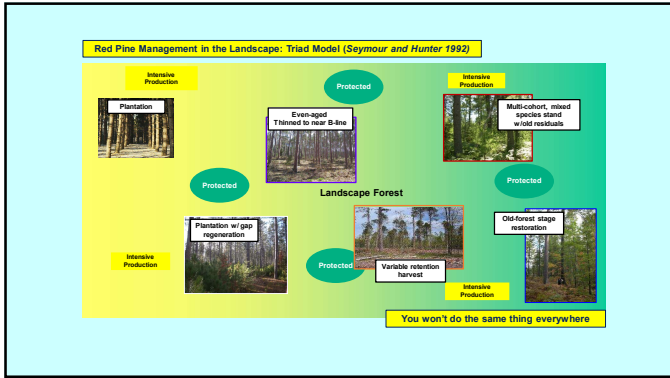 Red Pine Management in the Landscape: Triad Model (Seymour and Hunter 1992)
Intensive
Production
Protected
Intensive
Production
Plantation
Even-aged
Thinned to near B-line
Multi-cohort, mixed
species stand
w/old residuals
Protected
Protected
Landscape Forest
Plantation w/ gap
regeneration
Old-forest stage
restoration
Intensive
Production
Protected
Variable retention
harvest
Intensive
Production
You won't do the same thing everywhere